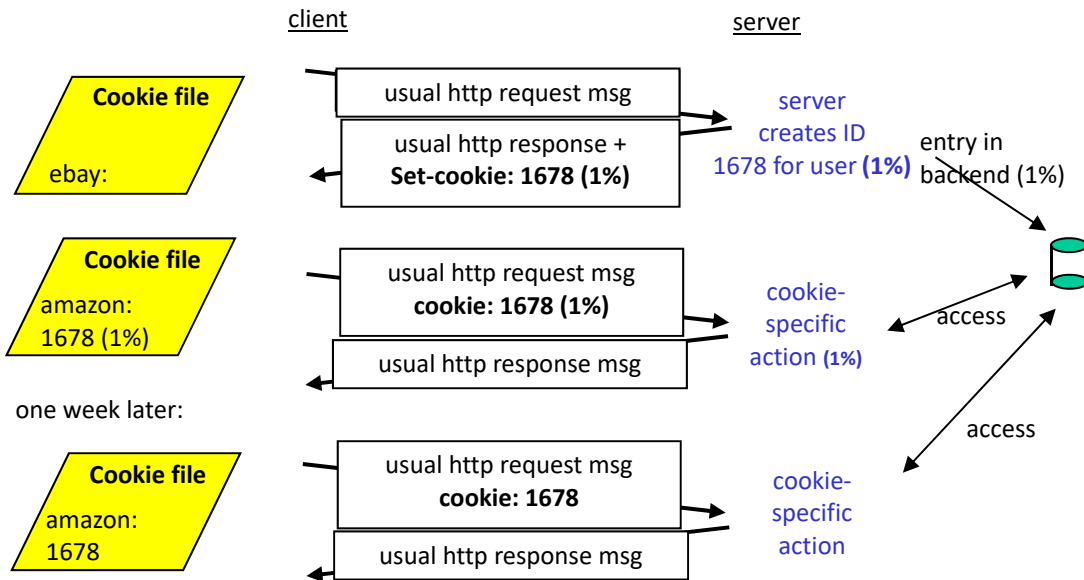 client
server
Cookie file
ebay:
usual http request msg
usual http response +
Set-cookie: 1678 (1%)
server
creates ID
1678 for user (1%)
entry in
backend (1%)
Cookie file
amazon:
1678 (1%)
usual http request msg
cookie: 1678 (1%)
usual http response msg
cookie-
specific
action (1%)
access
one week later:
access
Cookie file
amazon:
1678
usual http request msg
cookie: 1678
usual http response msg
cookie-
specific
action